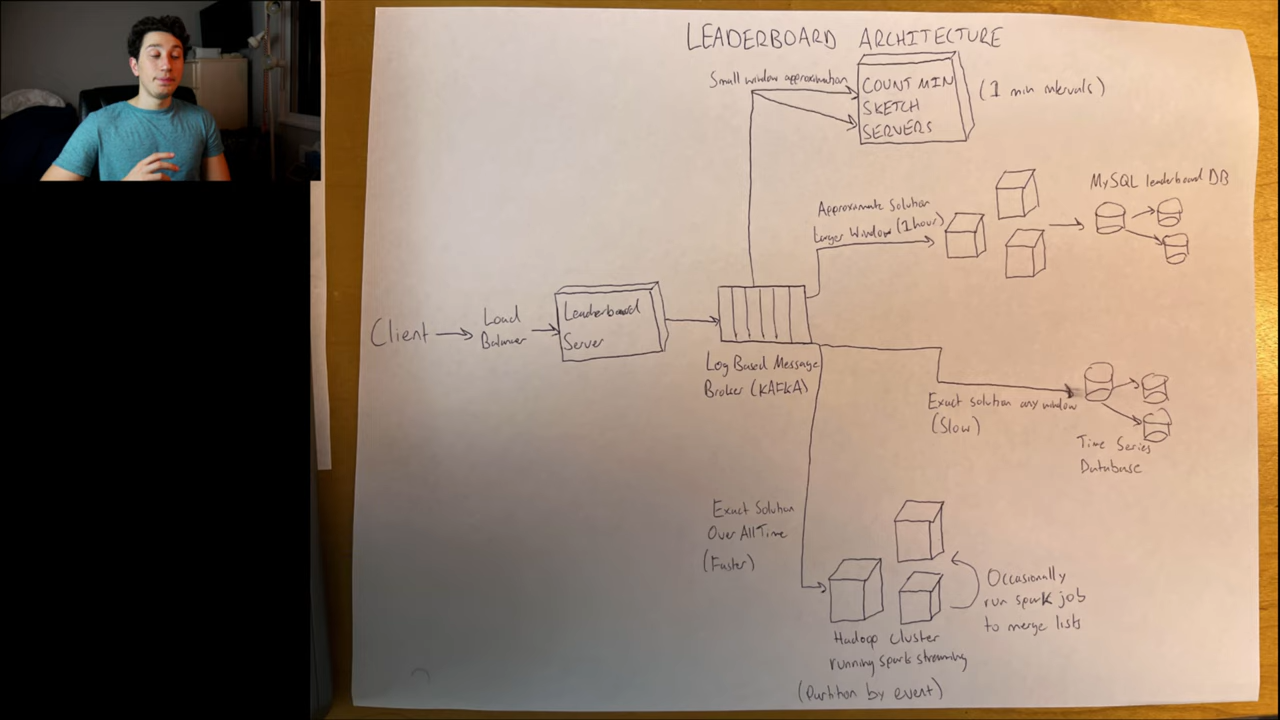 LEADERBOARD ARCHITECTURE
Small window approximation
COUNT MIN
SKETCH
SERVERS
(1 min intervals)
Approximate Solution
Larger Window (1 hour)
MySQL leaderboard DB
Client
Load
Balancer
Leaderboard
Server
Log Based Message
Broker (KAFKA)
Exact solution any window
(Slow)
Time Series
Database
Exact Solution
Over All Time
(Faster)
Occasionally
run spark job
to merge lists
Hadoop cluster
running spark streaming
(Partition by event)